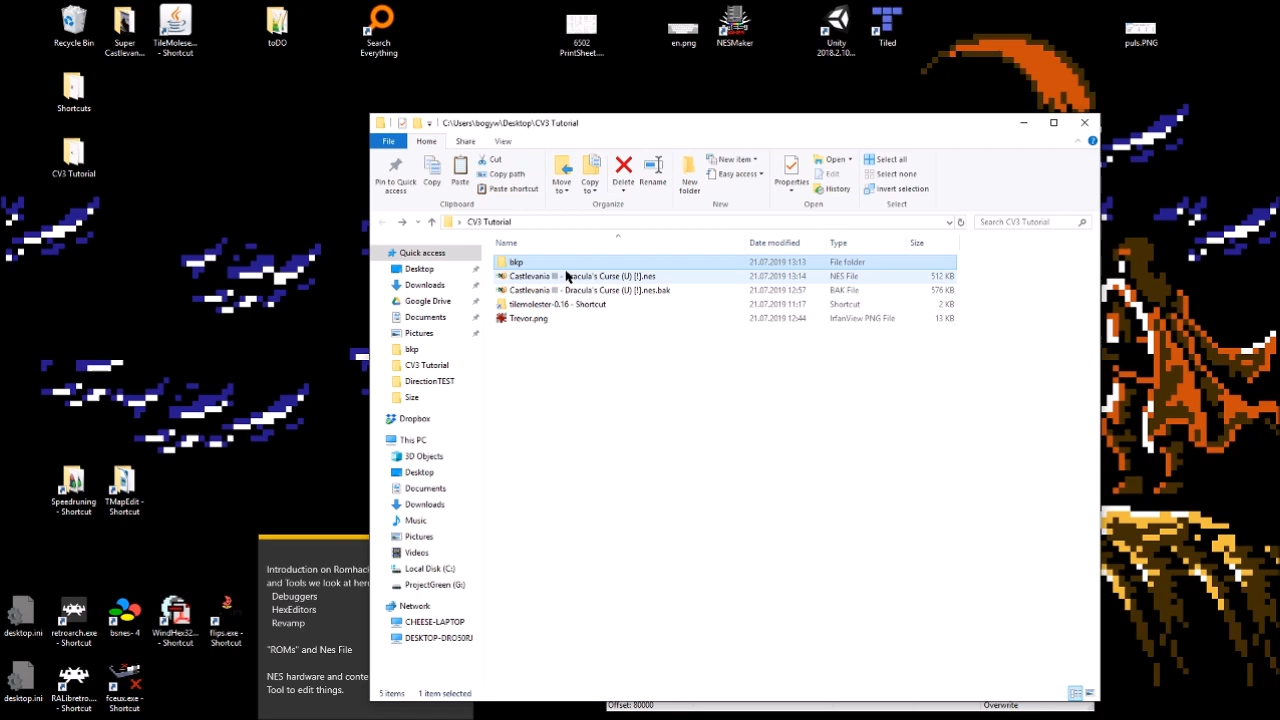 Recycle Bin
Super Castlevan...
TileMolese... - Shortcut
toDO
Search Everything
6502 PrintSheet....
en.png
NESMaker
Unity 2018.2.10...
Tiled
puls.PNG
Shortcuts
CV3 Tutorial
C:\Users\bogyw\Desktop\CV3 Tutorial
File
Home
Share
View
Pin to Quick access
Copy
Paste
Cut
Copy path
Paste shortcut
Clipboard
Move to
Copy to
Delete
Rename
Organize
New folder
New item
Easy access
New
Properties
Open
Edit
History
Open
Select all
Select none
Invert selection
Select
CV3 Tutorial
Search CV3 Tutorial
Name
Date modified
Type
Size
bkp 21.07.2019 13:13 File folder
Castlevania III - Dracula's Curse (U) [!].nes 21.07.2019 13:14 NES File 512 KB
Castlevania III - Dracula's Curse (U) [!].nes.bak 21.07.2019 12:57 BAK File 576 KB
tilemolester-0.16 - Shortcut 21.07.2019 11:17 Shortcut 2 KB
Trevor.png 21.07.2019 12:44 IrfanView PNG File 13 KB
Quick access
Desktop
Downloads
Google Drive
Documents
Pictures
bkp
CV3 Tutorial
DirectionTEST
Size
Dropbox
This PC
3D Objects
Desktop
Documents
Downloads
Music
Pictures
Videos
Local Disk (C:)
ProjectGreen (G:)
Network
CHEESE-LAPTOP
DESKTOP-DRO50RJ
5 items 1 item selected
Speedruning - Shortcut
TMapEdit - Shortcut
desktop.ini
retroarch.exe - Shortcut
bsnes- 4
WindHex32... - Shortcut
flips.exe - Shortcut
desktop.ini
RALibretro.... - Shortcut
fceux.exe - Shortcut
Introduction on Romhac
and Tools we look at here
Debuggers
HexEditors
Revamp
"ROMs" and Nes File
NES hardware and conte
Tool to edit things.
Offset: 80000
Overwrite